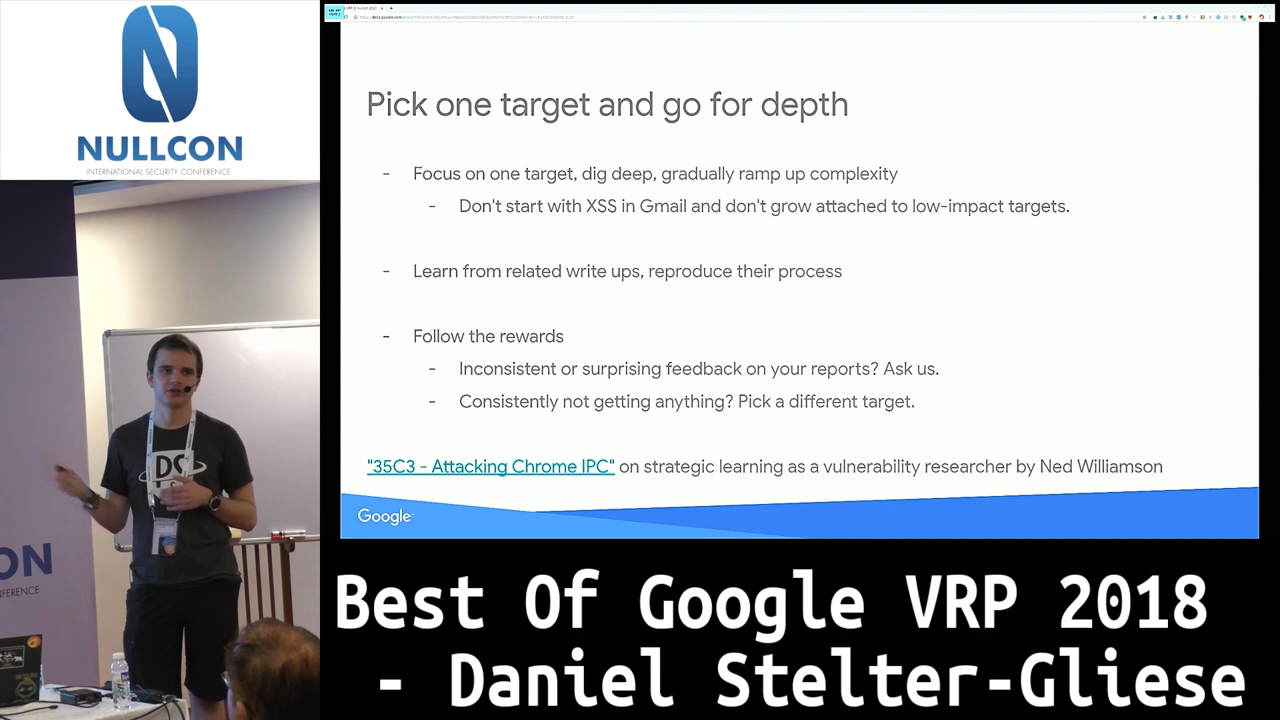 NULLCON
INTERNATIONAL SECURITY CONFERENCE
Pick one target and go for depth
- Focus on one target, dig deep, gradually ramp up complexity
- Don't start with XSS in Gmail and don't grow attached to low-impact targets.
- Learn from related write ups, reproduce their process
- Follow the rewards
- Inconsistent or surprising feedback on your reports? Ask us.
- Consistently not getting anything? Pick a different target.
"35C3 - Attacking Chrome IPC" on strategic learning as a vulnerability researcher by Ned Williamson
Google
DS
ON
NFERENCE
Best Of Google VRP 2018
- Daniel Stelter-Gliese